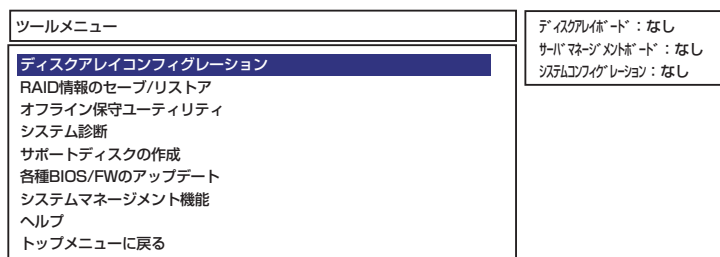 ツールメニュー
ディスクアレイコンフィグレーション
RAID情報のセーブ/リストア
オフライン保守ユーティリティ
システム診断
サポートディスクの作成
各種BIOS/FWのアップデート
システムマネージメント機能
ヘルプ
トップメニューに戻る
ﾃﾞｨｽｸｱﾚｲﾎﾞｰﾄﾞ：なし
ｻｰﾊﾞﾏﾈｰｼﾞﾒﾝﾄﾎﾞｰﾄﾞ：なし
ｼｽﾃﾑｺﾝﾌｨｸﾞﾚｰｼｮﾝ：なし